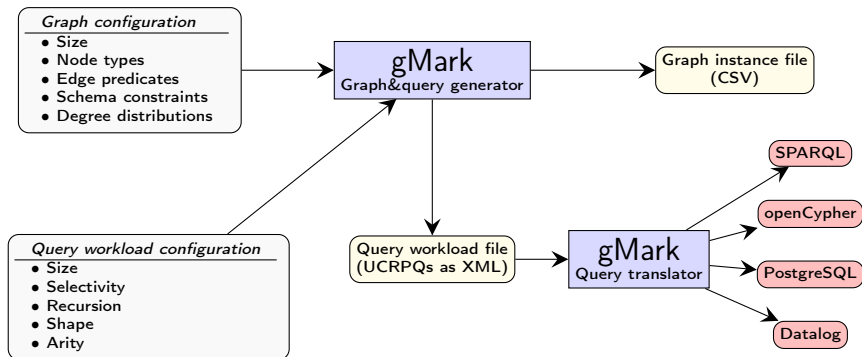 Graph configuration
• Size
• Node types
• Edge predicates
• Schema constraints
• Degree distributions
gMark
Graph&query generator
Graph instance file
(CSV)
Query workload configuration
• Size
• Selectivity
• Recursion
• Shape
• Arity
Query workload file
(UCRPQs as XML)
gMark
Query translator
SPARQL
openCypher
PostgreSQL
Datalog